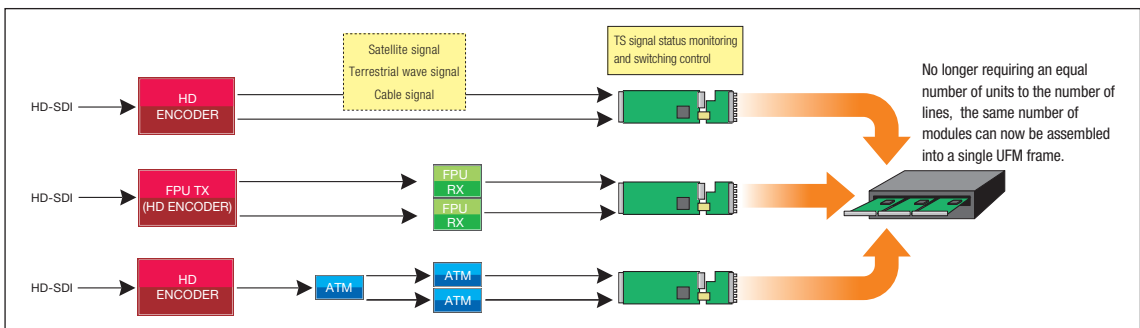 Satellite signal
Terrestrial wave signal
Cable signal
TS signal status monitoring
and switching control
No longer requiring an equal
number of units to the number of
lines, the same number of
modules can now be assembled
into a single UFM frame.
HD-SDI
HD
ENCODER
HD-SDI
FPU TX
(HD ENCODER)
FPU
RX
FPU
RX
HD-SDI
HD
ENCODER
ATM
ATM
ATM